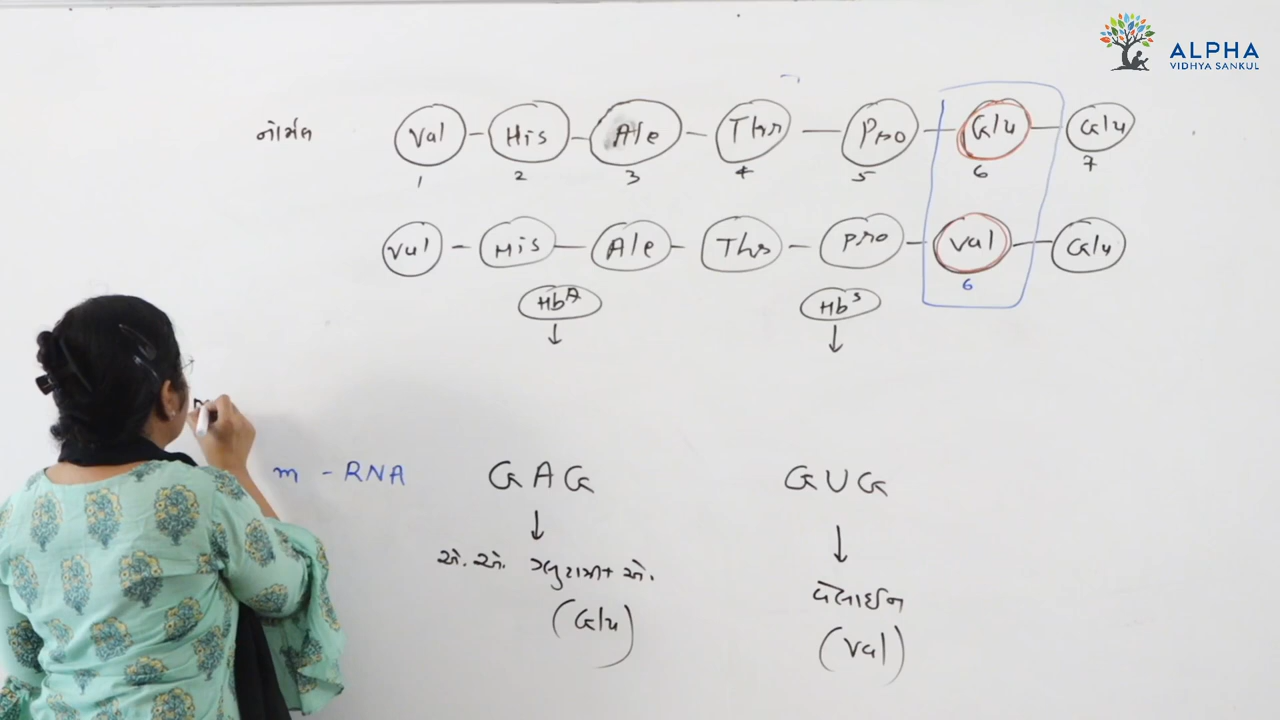 ALPHA
VIDHYA SANKUL
નોર્મલ Val - His - Ale - Thr - Pro - Glu - Glu
1 2 3 4 5 6 7
Val - His - Ale - Thr - Pro - Val - Glu
6
HbA HbS
m - RNA GAG GUG
એ. એ. ગ્લુટામિક એ. વેલાઈન
(Glu) (Val)